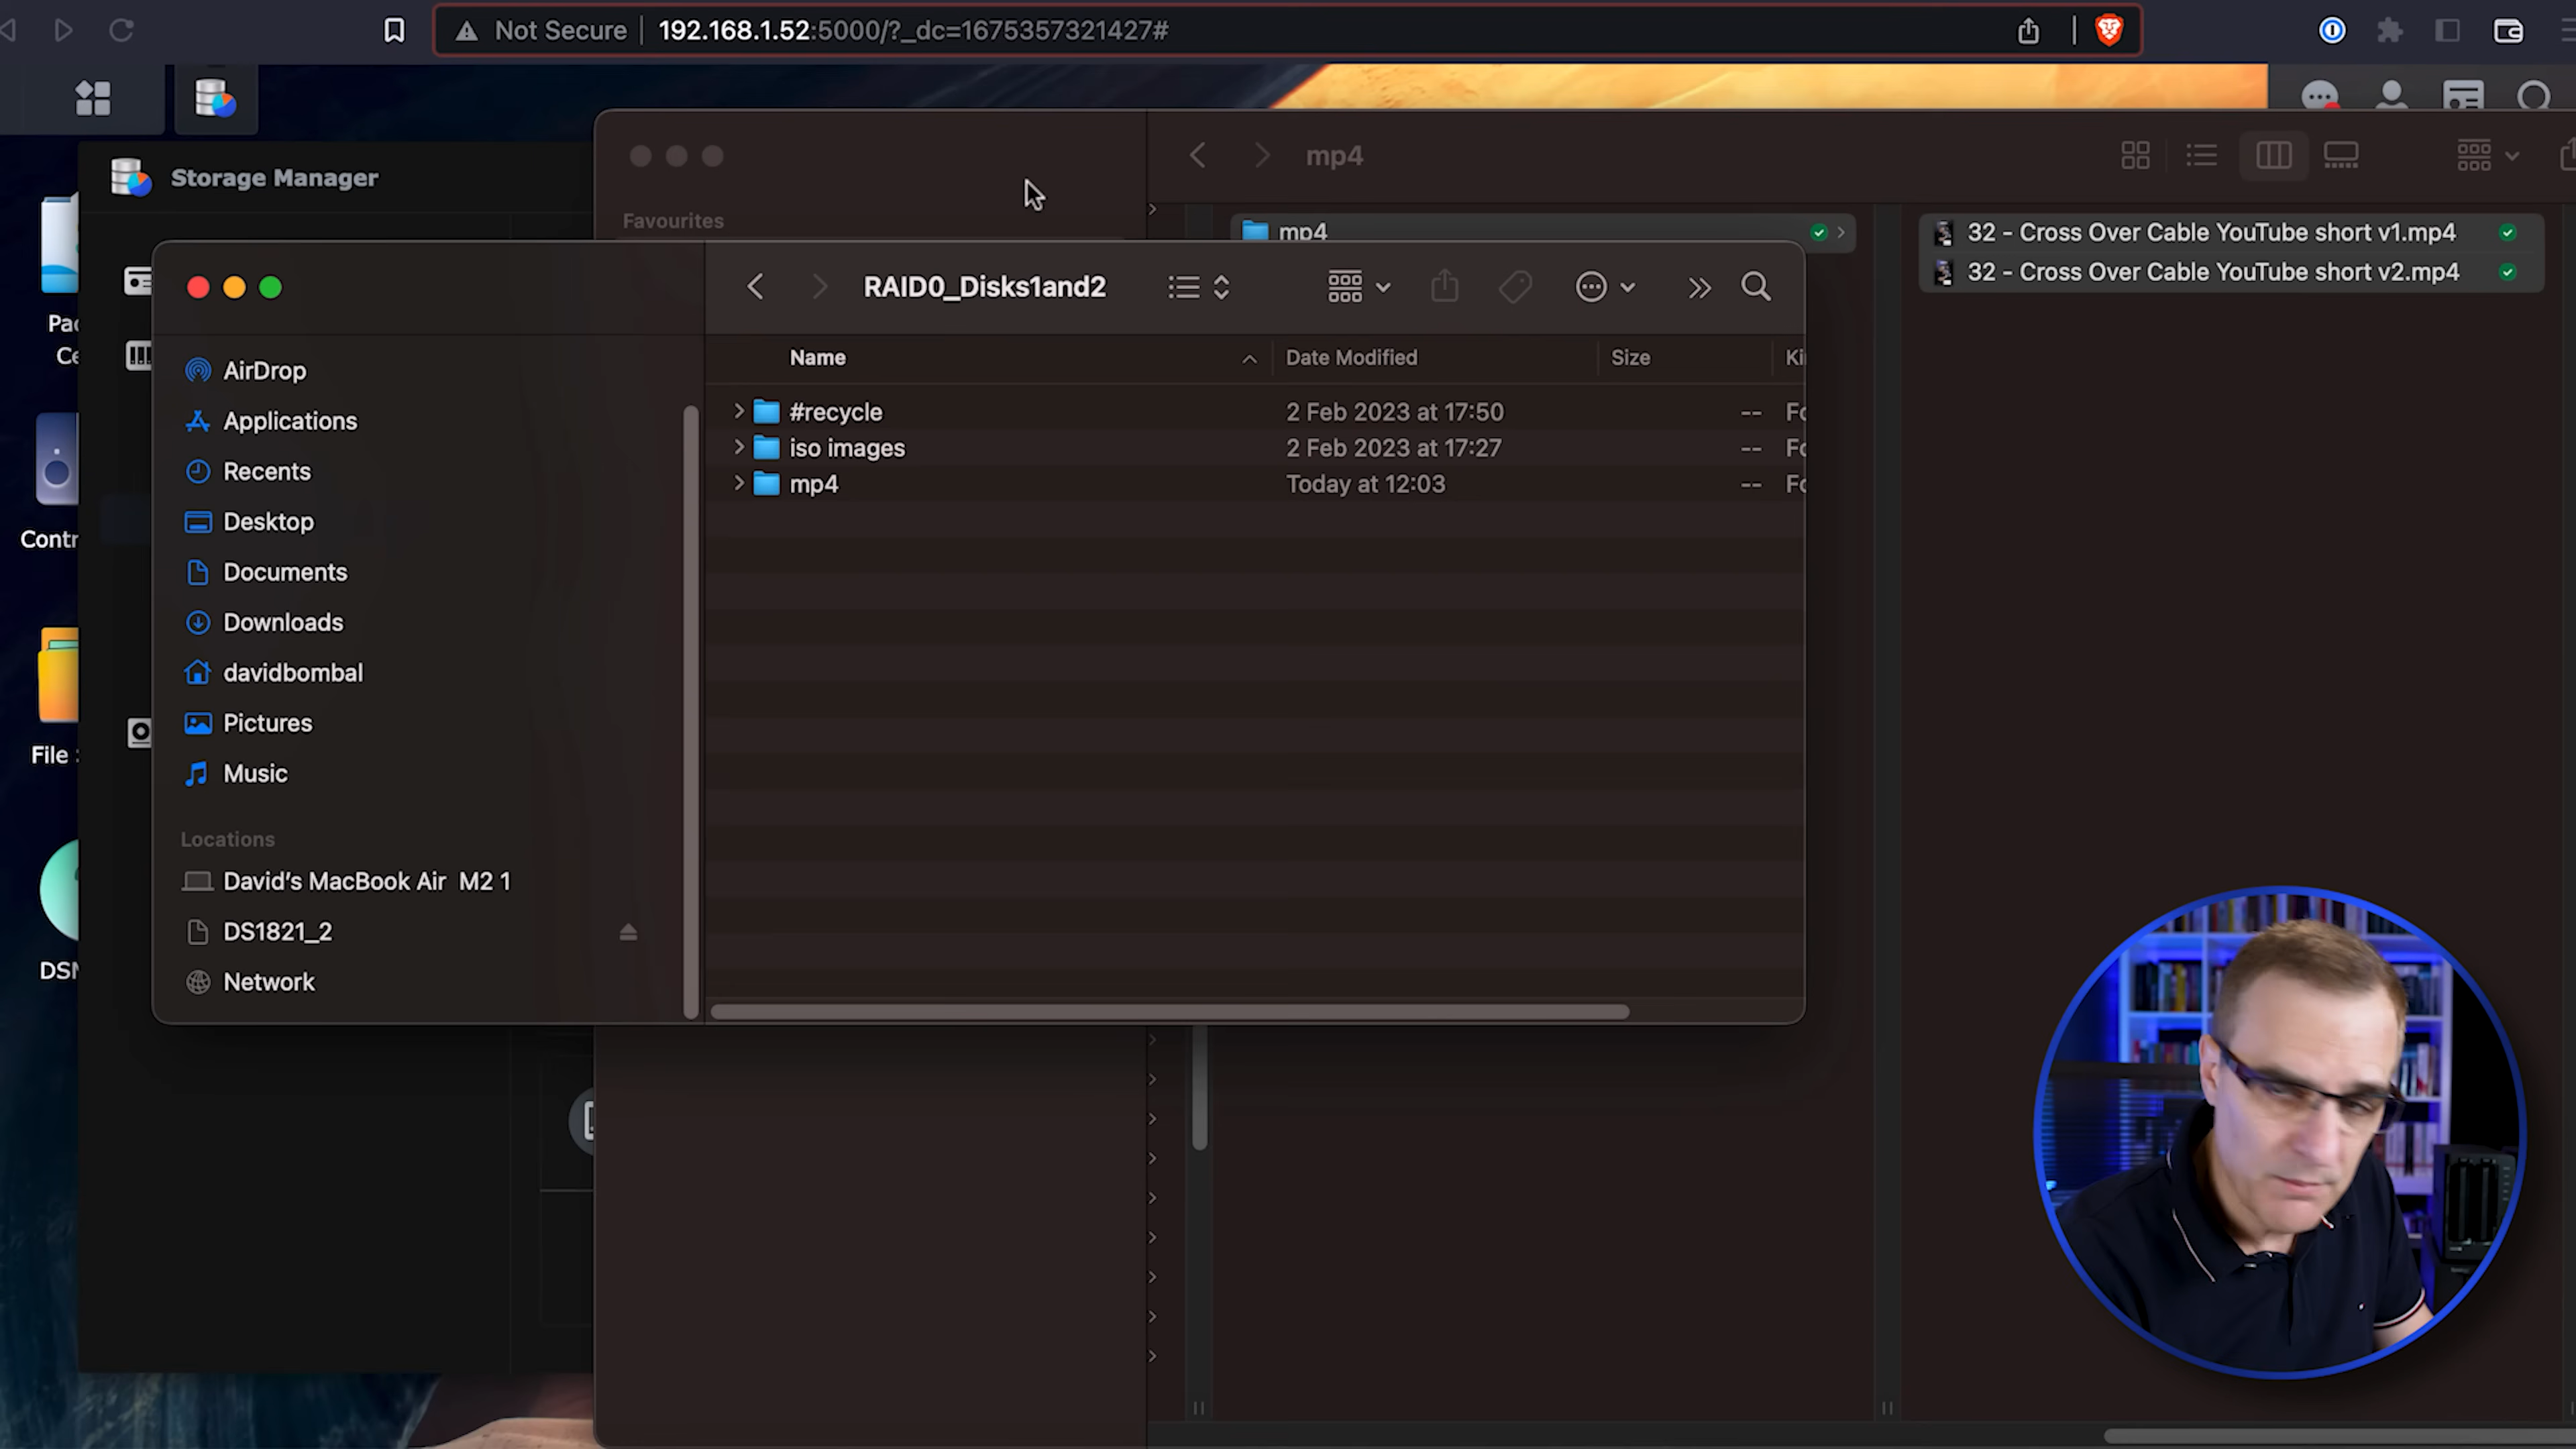 Not Secure
192.168.1.52:5000/?_dc=1675357321427#
Storage Manager
mp4
Favourites
mp4
32 - Cross Over Cable YouTube short v1.mp4
32 - Cross Over Cable YouTube short v2.mp4
RAID0_Disks1and2
Name
Date Modified
Size
#recycle
2 Feb 2023 at 17:50
--
iso images
2 Feb 2023 at 17:27
--
mp4
Today at 12:03
--
AirDrop
Applications
Recents
Desktop
Documents
Downloads
davidbombal
Pictures
Music
Locations
David's MacBook Air M2 1
DS1821_2
Network
File